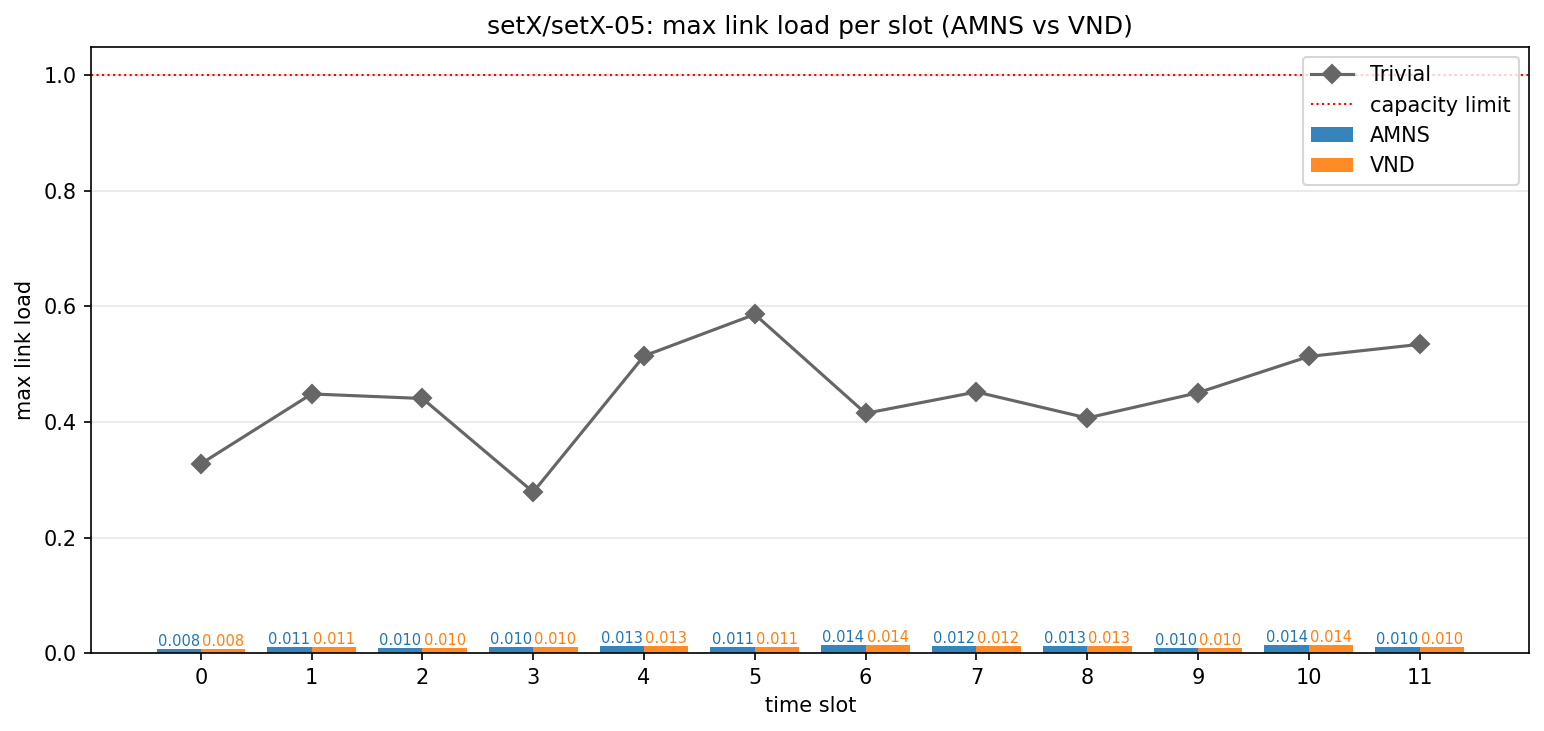 setX/setX-05: max link load per slot (AMNS vs VND)
Trivial
capacity limit
AMNS
VND
max link load
1.0
0.8
0.6
0.4
0.2
0.0
0.008 0.008 0.011 0.011 0.010 0.010 0.010 0.010 0.013 0.013 0.011 0.011 0.014 0.014 0.012 0.012 0.013 0.013 0.010 0.010 0.014 0.014 0.010 0.010
0 1 2 3 4 5 6 7 8 9 10 11
time slot